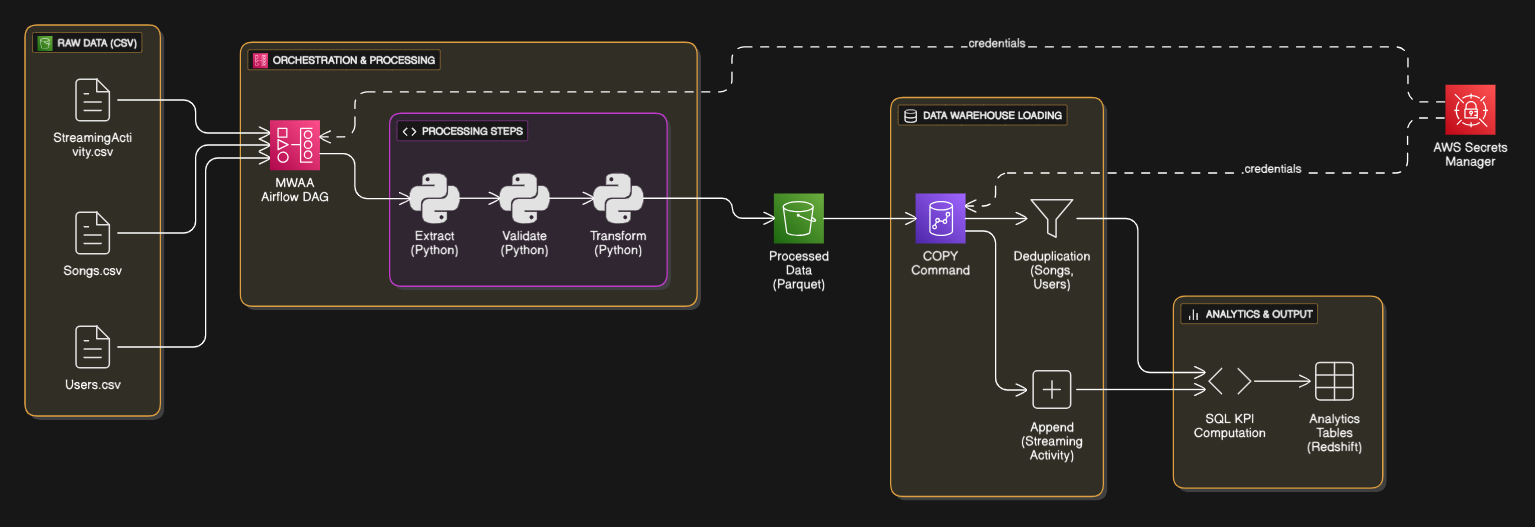 RAW DATA (CSV)
StreamingActi
vity.csv
Songs.csv
Users.csv
ORCHESTRATION & PROCESSING
MWAA
Airflow DAG
PROCESSING STEPS
Extract
(Python)
Validate
(Python)
Transform
(Python)
Processed
Data
(Parquet)
credentials
credentials
AWS Secrets
Manager
DATA WAREHOUSE LOADING
COPY
Command
Deduplication
(Songs,
Users)
Append
(Streaming
Activity)
ANALYTICS & OUTPUT
SQL KPI
Computation
Analytics
Tables
(Redshift)